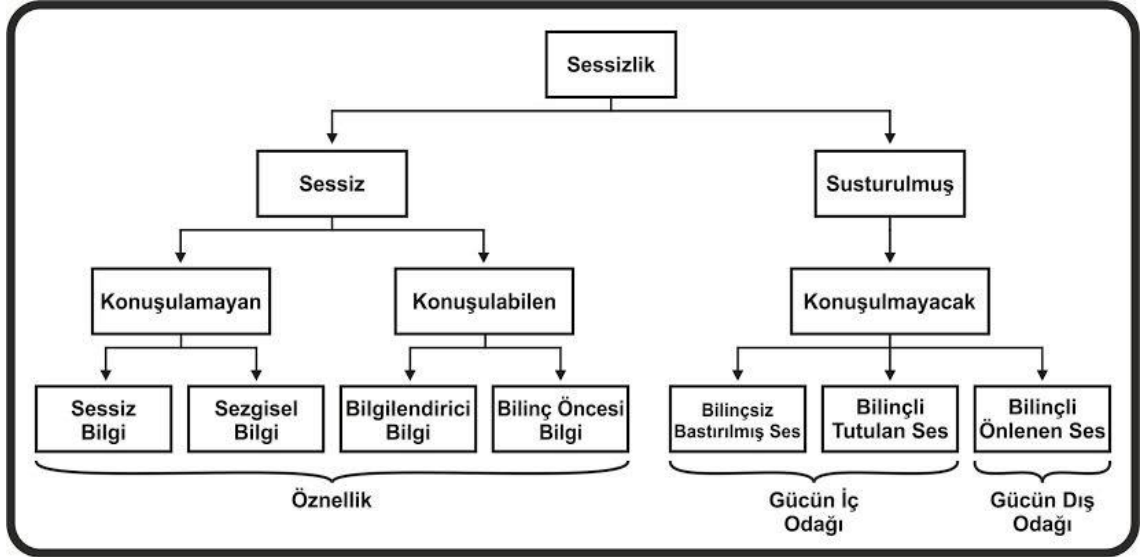 Sessizlik
Sessiz
Susturulmuş
Konuşulamayan
Konuşulabilen
Konuşulmayacak
Sessiz
Bilgi
Sezgisel
Bilgi
Bilgilendirici
Bilgi
Bilinç Öncesi
Bilgi
Bilinçsiz
Bastırılmış Ses
Bilinçli
Tutulan Ses
Bilinçli
Önlenen Ses
Öznellik
Gücün İç
Odağı
Gücün Dış
Odağı